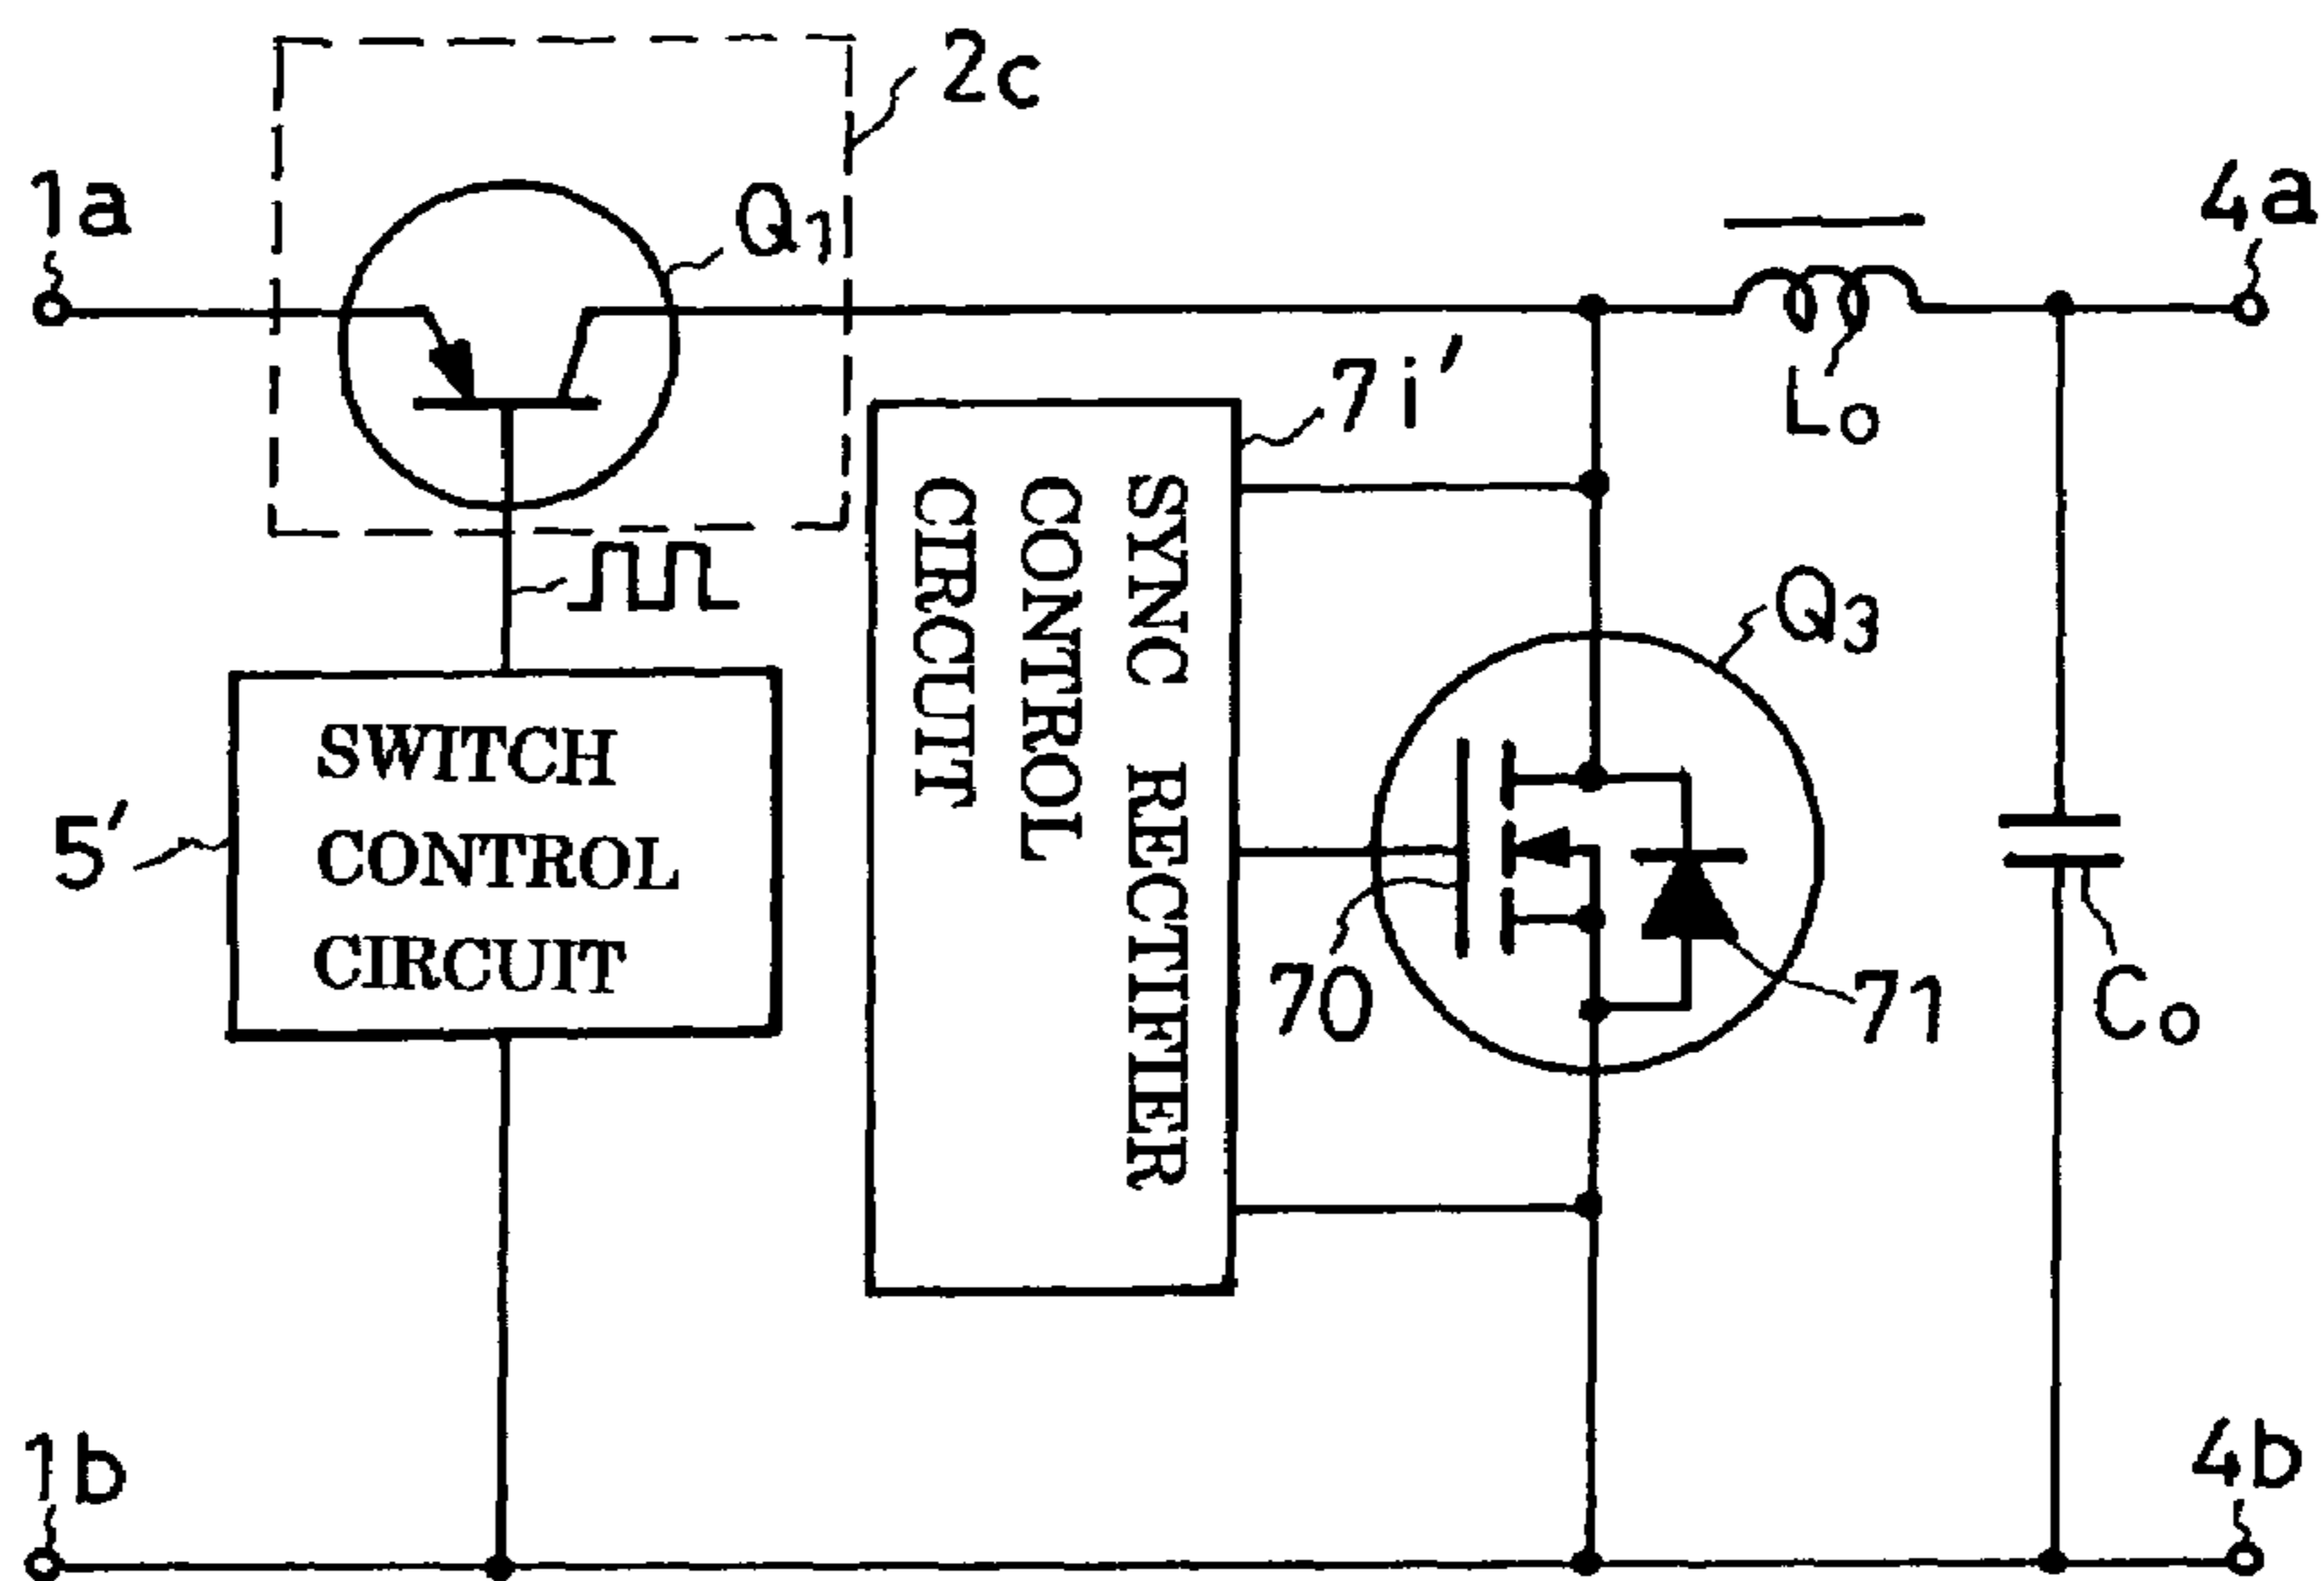 2c
1a
Q1
4a
7i′
Lo
SYNC RECTIFIER
CONTROL
CIRCUIT
Q3
SWITCH
CONTROL
CIRCUIT
5′
70
71
Co
1b
4b